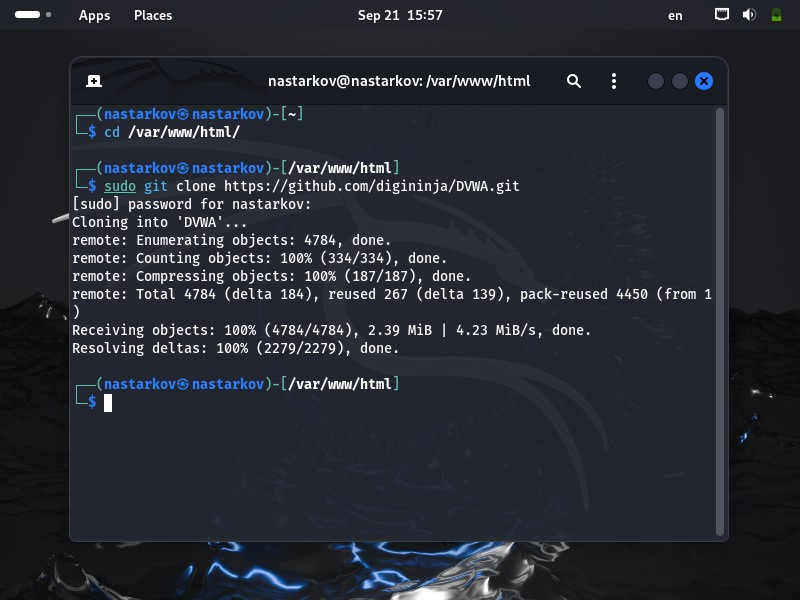 Apps Places Sep 21 15:57 en
nastarkov@nastarkov: /var/www/html
┌──(nastarkov㉿nastarkov)-[~]
└─$ cd /var/www/html/
┌──(nastarkov㉿nastarkov)-[/var/www/html]
└─$ sudo git clone https://github.com/digininja/DVWA.git
[sudo] password for nastarkov:
Cloning into 'DVWA'...
remote: Enumerating objects: 4784, done.
remote: Counting objects: 100% (334/334), done.
remote: Compressing objects: 100% (187/187), done.
remote: Total 4784 (delta 184), reused 267 (delta 139), pack-reused 4450 (from 1
)
Receiving objects: 100% (4784/4784), 2.39 MiB | 4.23 MiB/s, done.
Resolving deltas: 100% (2279/2279), done.
┌──(nastarkov㉿nastarkov)-[/var/www/html]
└─$